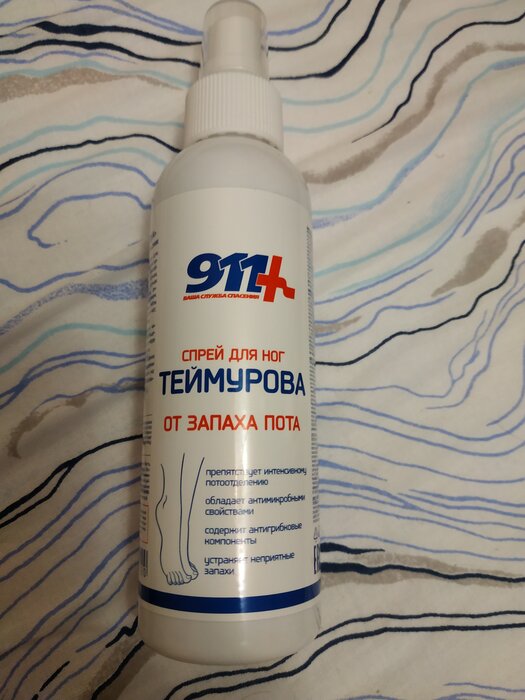 911+
ВАША СЛУЖБА СПАСЕНИЯ
СПРЕЙ ДЛЯ НОГ
ТЕЙМУРОВА
ОТ ЗАПАХА ПОТА
препятствует интенсивному
потоотделению
обладает антимикробными
свойствами
содержит антигрибковые
компоненты
устраняет неприятные
запахи